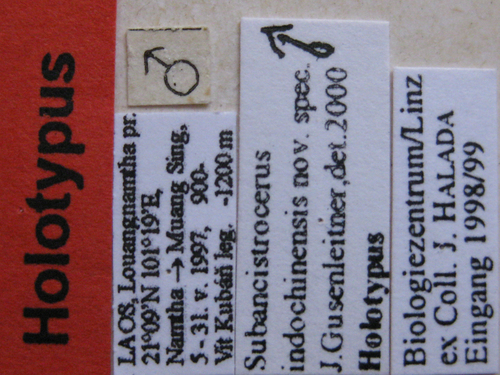 Holotypus
♂
LAOS, Louangnamtha pr.
21°09'N 101°19'E,
Namtha → Muang Sing,
5 - 31. v. 1997, 900-
Vít Kubáň leg. -1200 m
Subancistrocerus
indochinensis nov. spec. ♂
J.Gusenleitner,det.2000
Holotypus
Biologiezentrum/Linz
ex Coll. J. HALADA
Eingang 1998/99